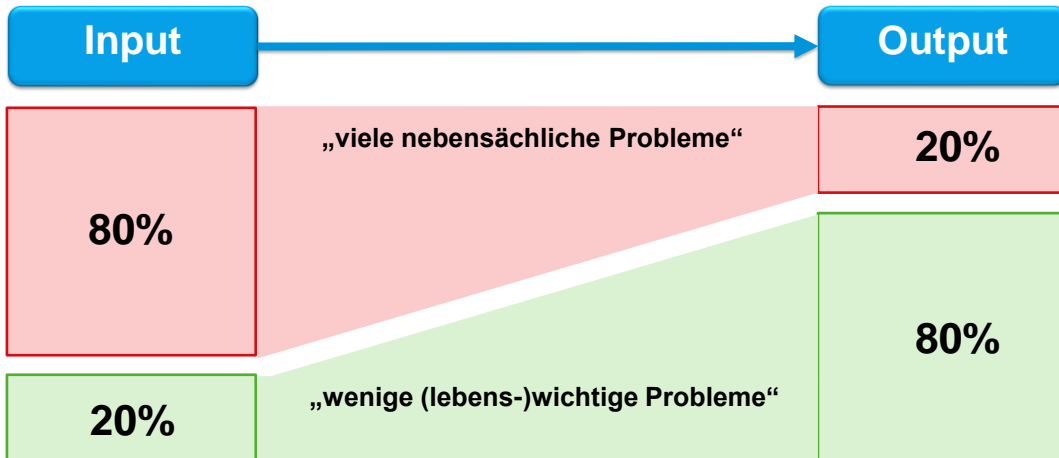 Input
Output
„viele nebensächliche Probleme“
20%
80%
80%
„wenige (lebens-)wichtige Probleme“
20%